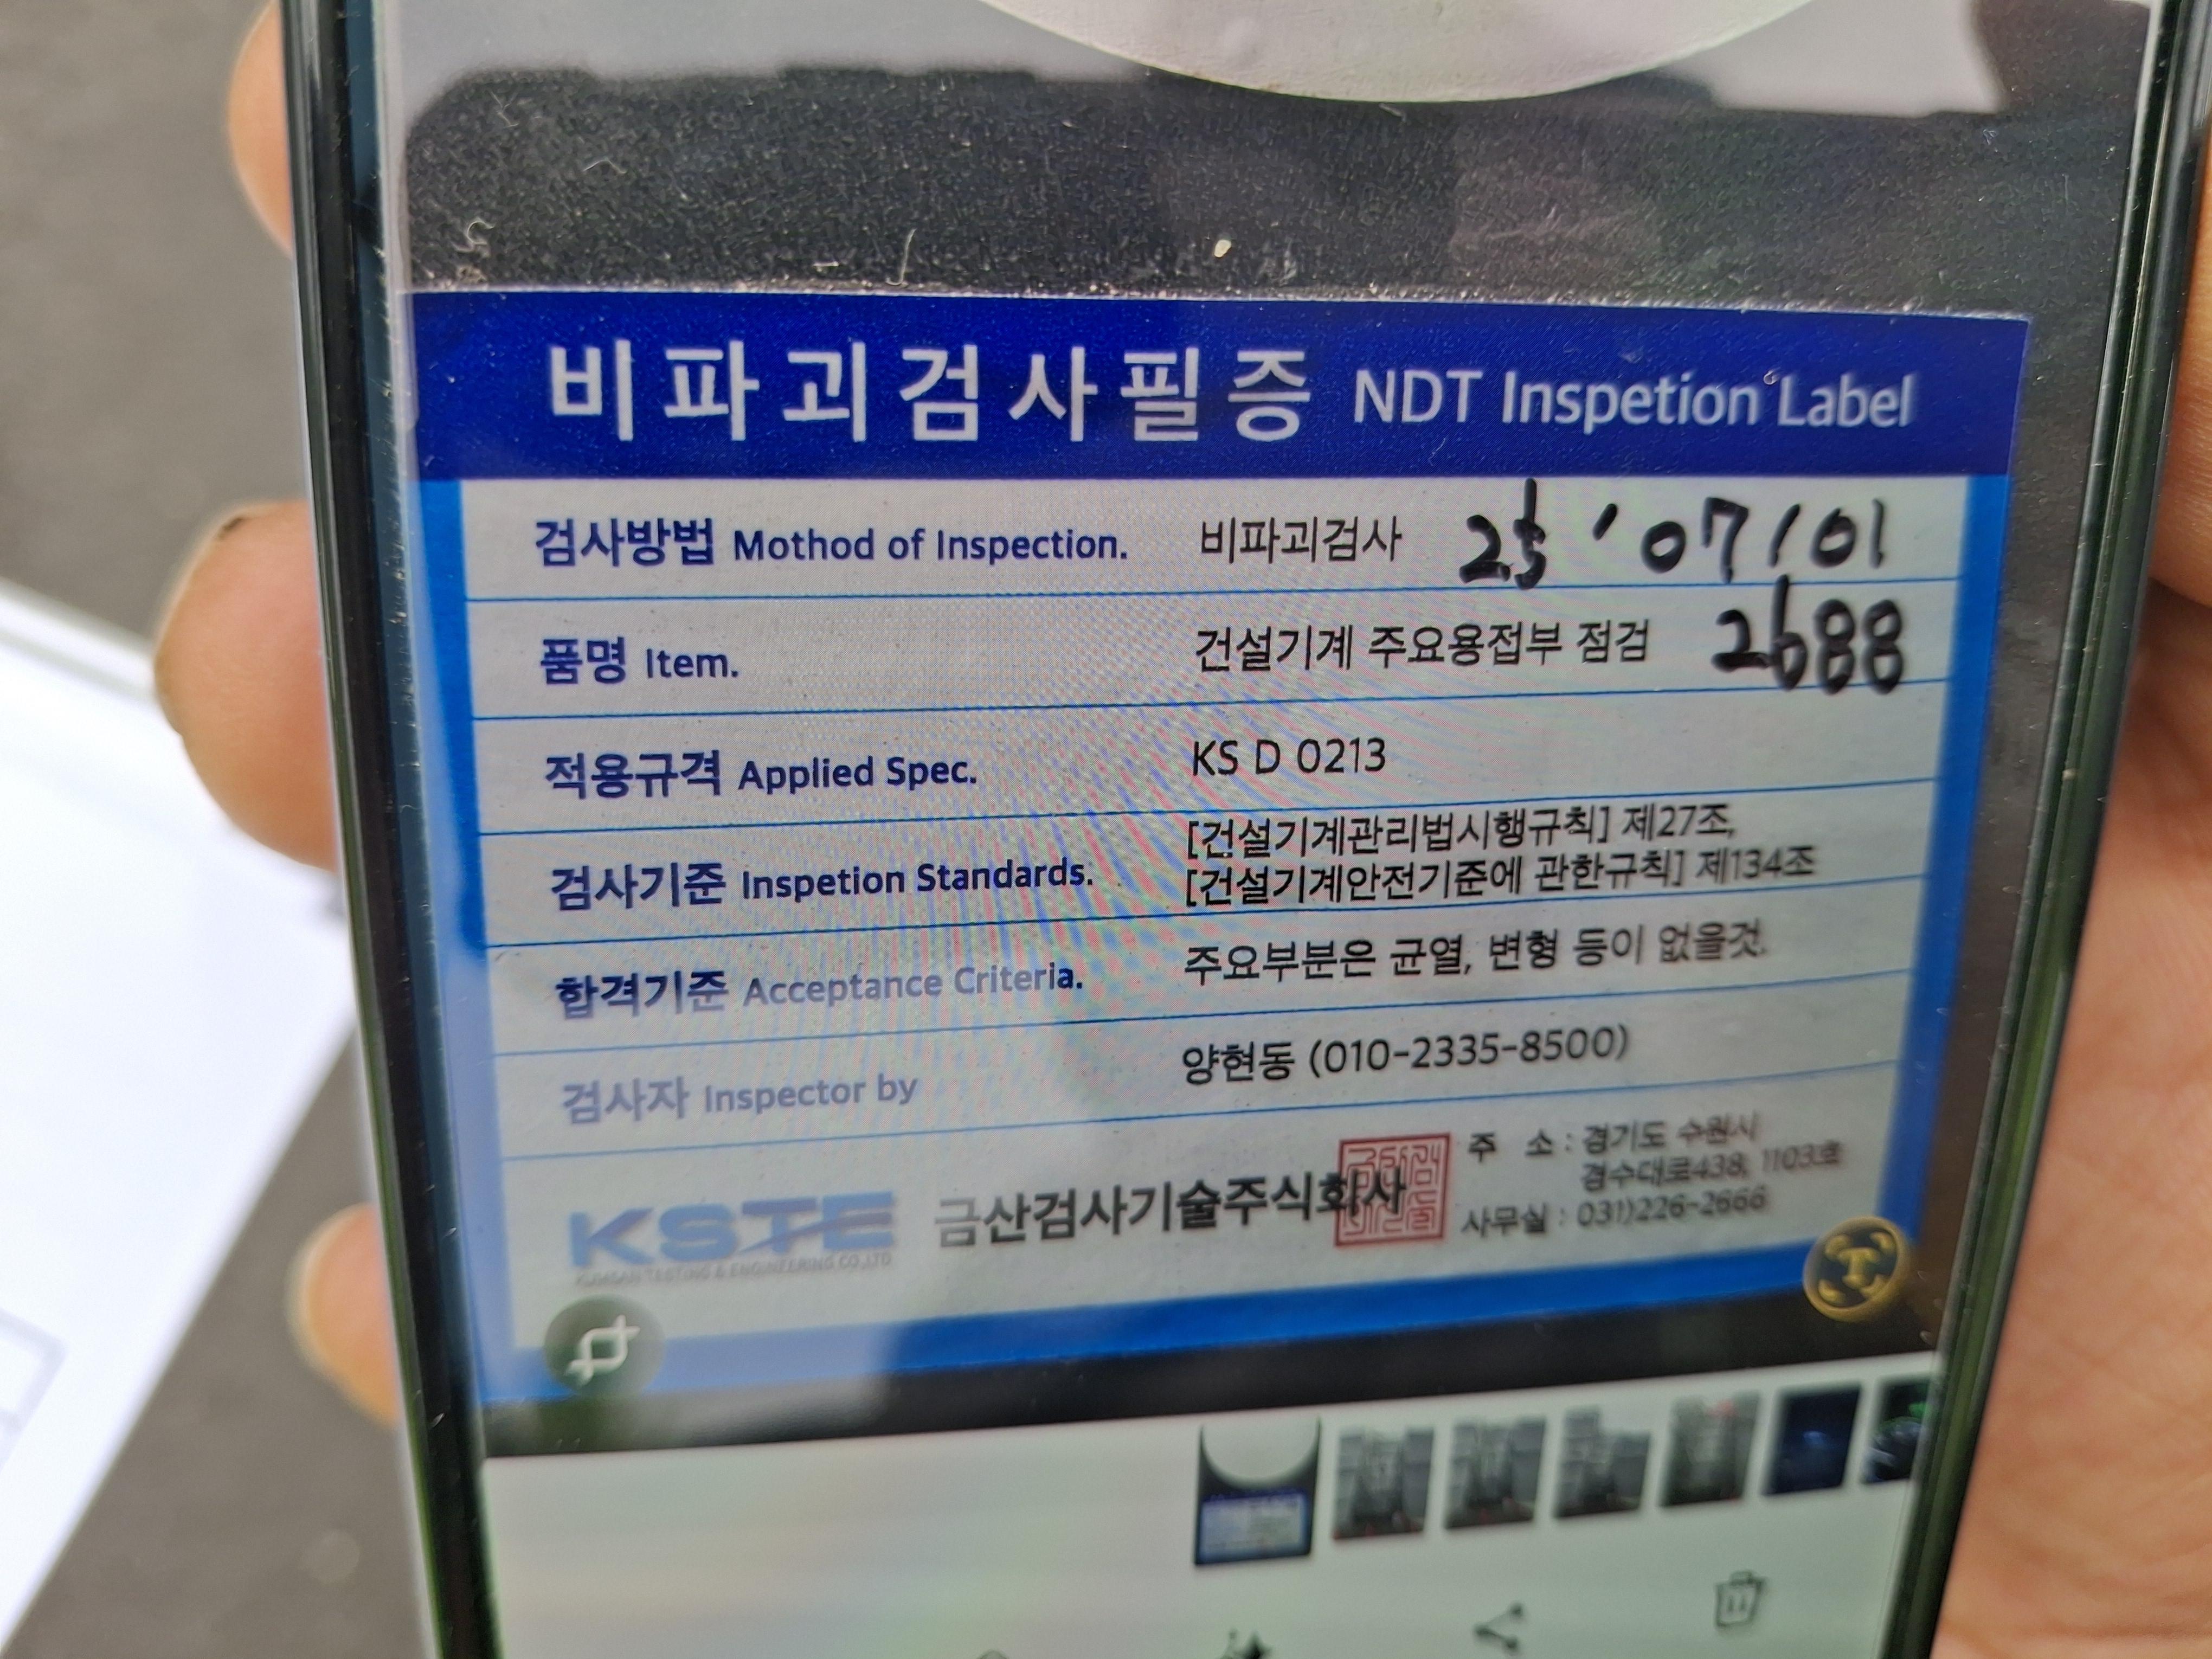 비파괴검사필증 NDT Inspetion Label
검사방법 Mothod of Inspection. 비파괴검사 25 ' 07 / 01
품명 Item. 건설기계 주요용접부 점검 2688
적용규격 Applied Spec. KS D 0213
검사기준 Inspetion Standards. [건설기계관리법시행규칙] 제27조,
[건설기계안전기준에 관한규칙] 제134조
합격기준 Acceptance Criteria. 주요부분은 균열, 변형 등이 없을것.
검사자 Inspector by 양현동 (010-2335-8500)
KSTE 금산검사기술주식회사
KUMSAN TESTING & ENGINEERING CO.,LTD
주 소 : 경기도 수원시
경수대로438, 1103호
사무실 : 031)226-2666